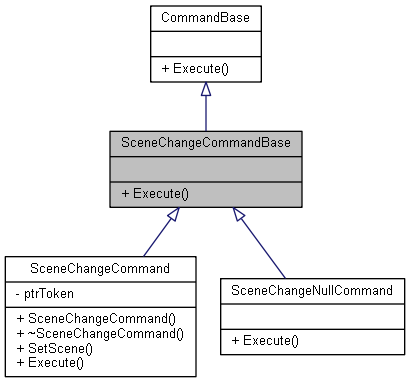 CommandBase
+ Execute()
SceneChangeCommandBase
+ Execute()
SceneChangeCommand
- ptrToken
+ SceneChangeCommand()
+ ~SceneChangeCommand()
+ SetScene()
+ Execute()
SceneChangeNullCommand
+ Execute()